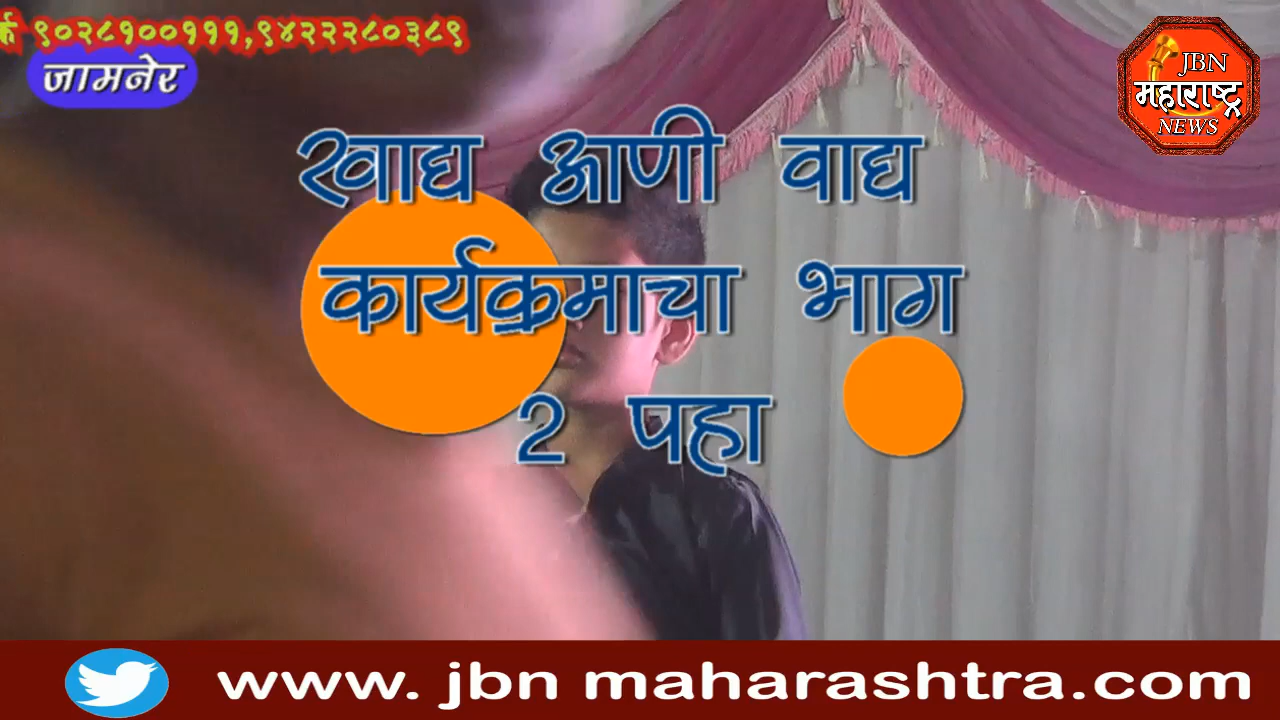 ९०२८१००१११,९४२२२८०३८९
जामनेर
JBN
महाराष्ट्र
NEWS
खाद्य आणी वाद्य
कार्यक्रमाचा भाग
2 पहा
www. jbn maharashtra.com